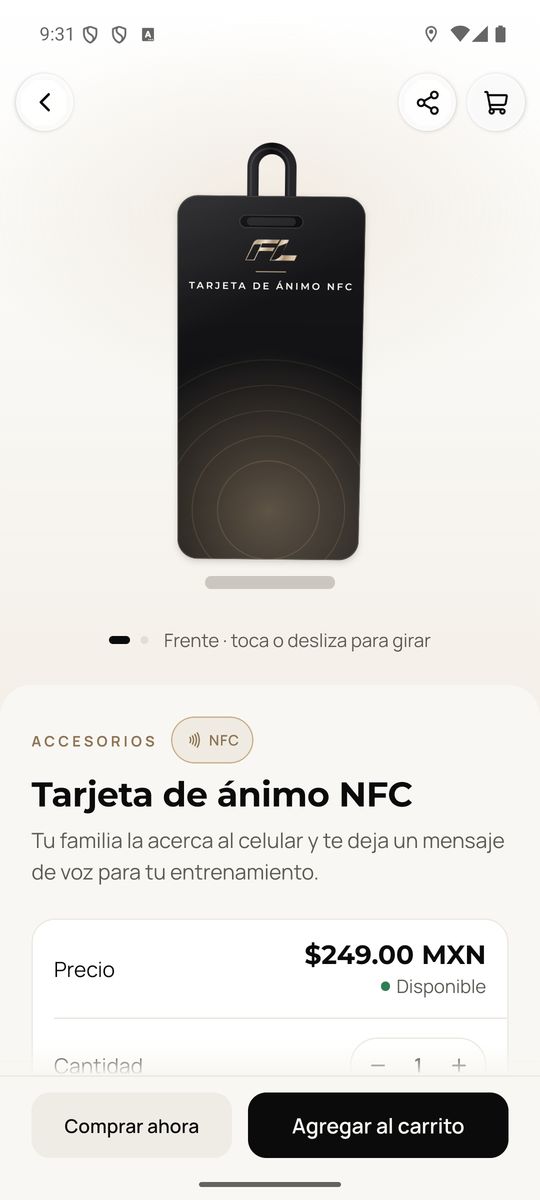 9:31
FL
TARJETA DE ÁNIMO NFC
Frente · toca o desliza para girar
ACCESORIOS
NFC
Tarjeta de ánimo NFC
Tu familia la acerca al celular y te deja un mensaje
de voz para tu entrenamiento.
Precio
$249.00 MXN
Disponible
Cantidad
− 1 +
Comprar ahora
Agregar al carrito